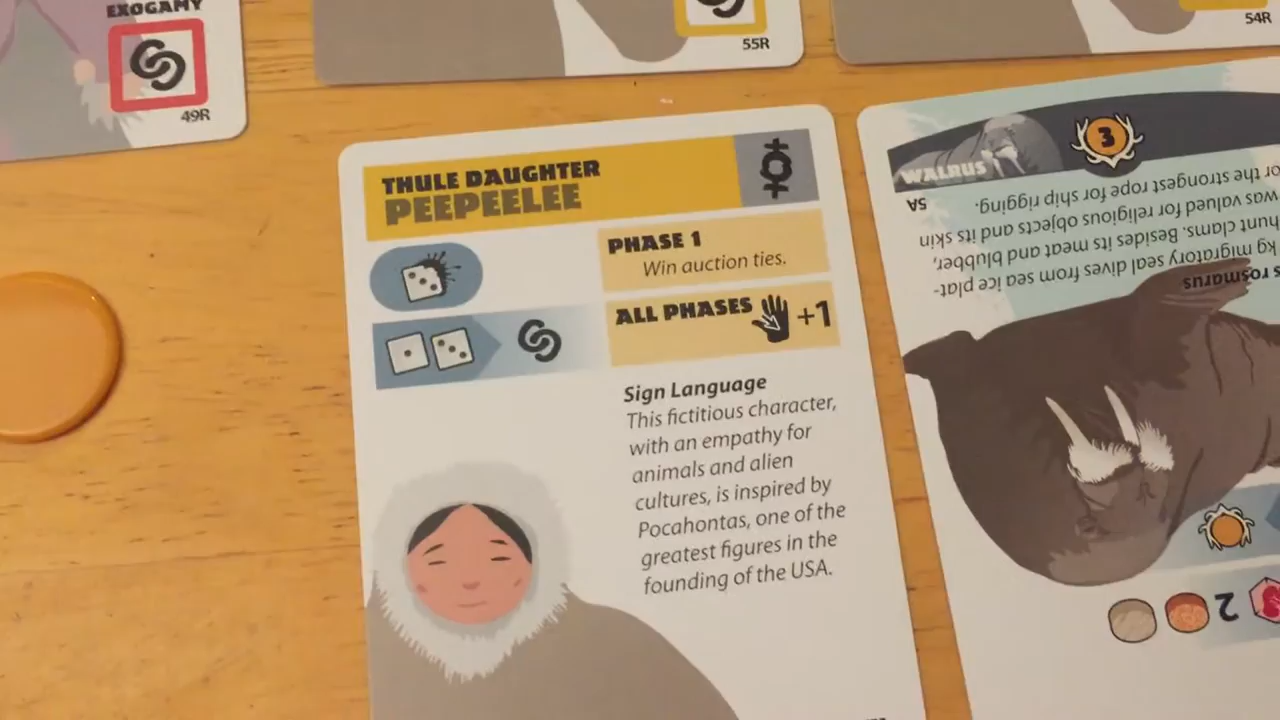 EXOGAMY
49R
55R
54R
THULE DAUGHTER
PEEPEELEE
PHASE 1
Win auction ties.
ALL PHASES +1
Sign Language
This fictitious character,
with an empathy for
animals and alien
cultures, is inspired by
Pocahontas, one of the
greatest figures in the
founding of the USA.
3
WALRUS
5A
or the strongest rope for ship rigging.
was valued for religious objects and its skin
hunt clams. Besides its meat and blubber,
kg migratory seal dives from sea ice plat-
rosmarus
2